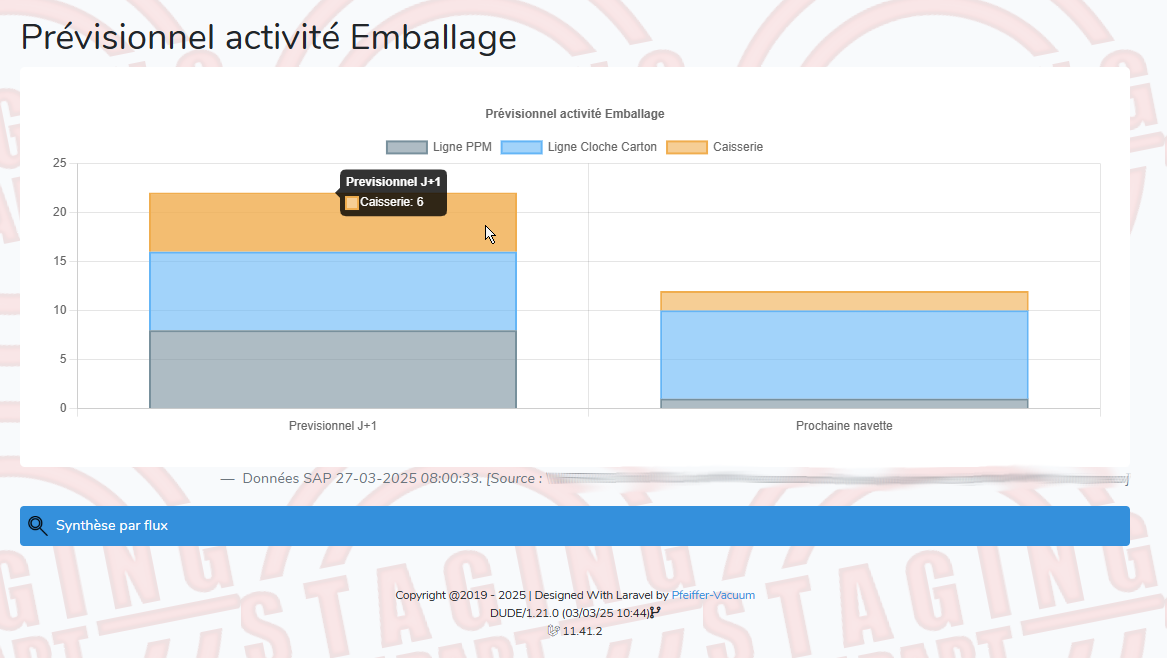 Prévisionnel activité Emballage
Prévisionnel activité Emballage
Ligne PPM Ligne Cloche Carton Caisserie
25
Previsionnel J+1
Caisserie: 6
20
15
10
5
0
Previsionnel J+1 Prochaine navette
— Données SAP 27-03-2025 08:00:33. [Source : ]
Synthèse par flux
STAGING
Copyright @2019 - 2025 | Designed With Laravel by Pfeiffer-Vacuum
DUDE/1.21.0 (03/03/25 10:44)
11.41.2